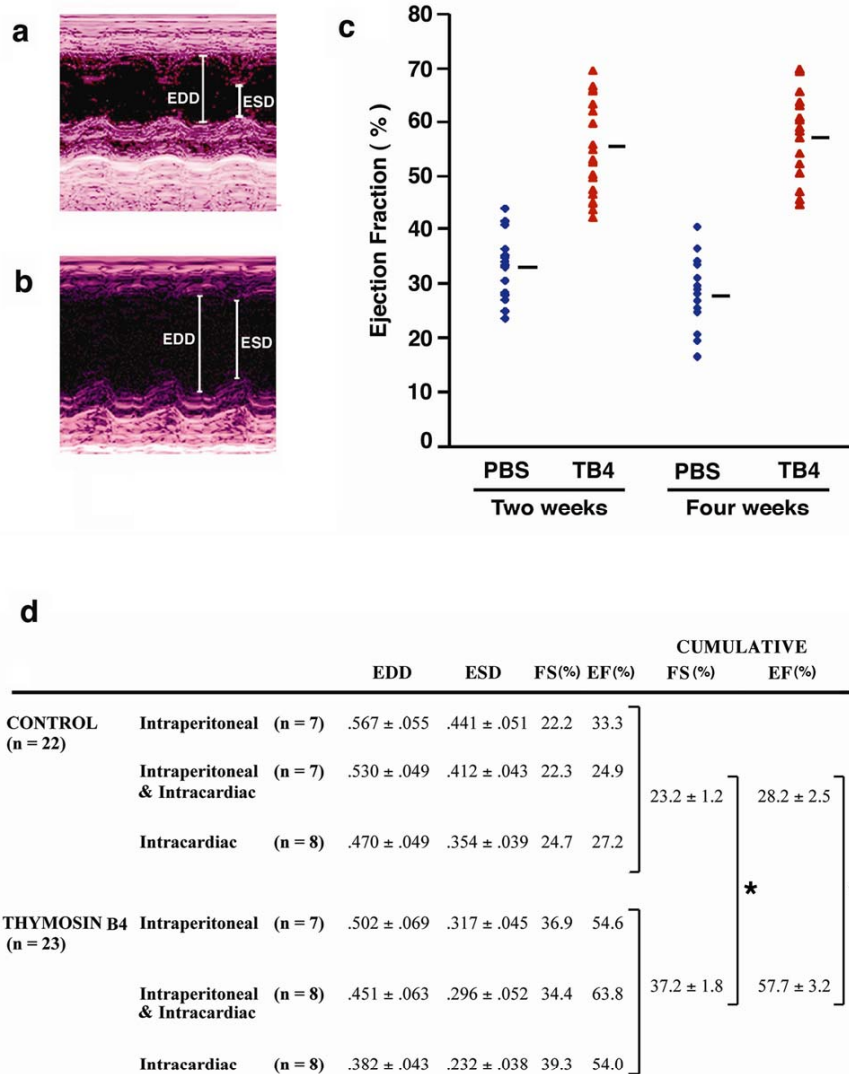 a
EDD
ESD
b
EDD
ESD
c
Ejection Fraction ( % )
80
70
60
50
40
30
20
10
0
PBS TB4 PBS TB4
Two weeks Four weeks
d
CUMULATIVE
EDD ESD FS(%) EF(%) FS(%) EF(%)
CONTROL Intraperitoneal (n = 7) .567 ± .055 .441 ± .051 22.2 33.3
(n = 22)
Intraperitoneal (n = 7) .530 ± .049 .412 ± .043 22.3 24.9
& Intracardiac
23.2 ± 1.2 28.2 ± 2.5
Intracardiac (n = 8) .470 ± .049 .354 ± .039 24.7 27.2
*
THYMOSIN B4 Intraperitoneal (n = 7) .502 ± .069 .317 ± .045 36.9 54.6
(n = 23)
37.2 ± 1.8 57.7 ± 3.2
Intraperitoneal (n = 8) .451 ± .063 .296 ± .052 34.4 63.8
& Intracardiac
Intracardiac (n = 8) .382 ± .043 .232 ± .038 39.3 54.0